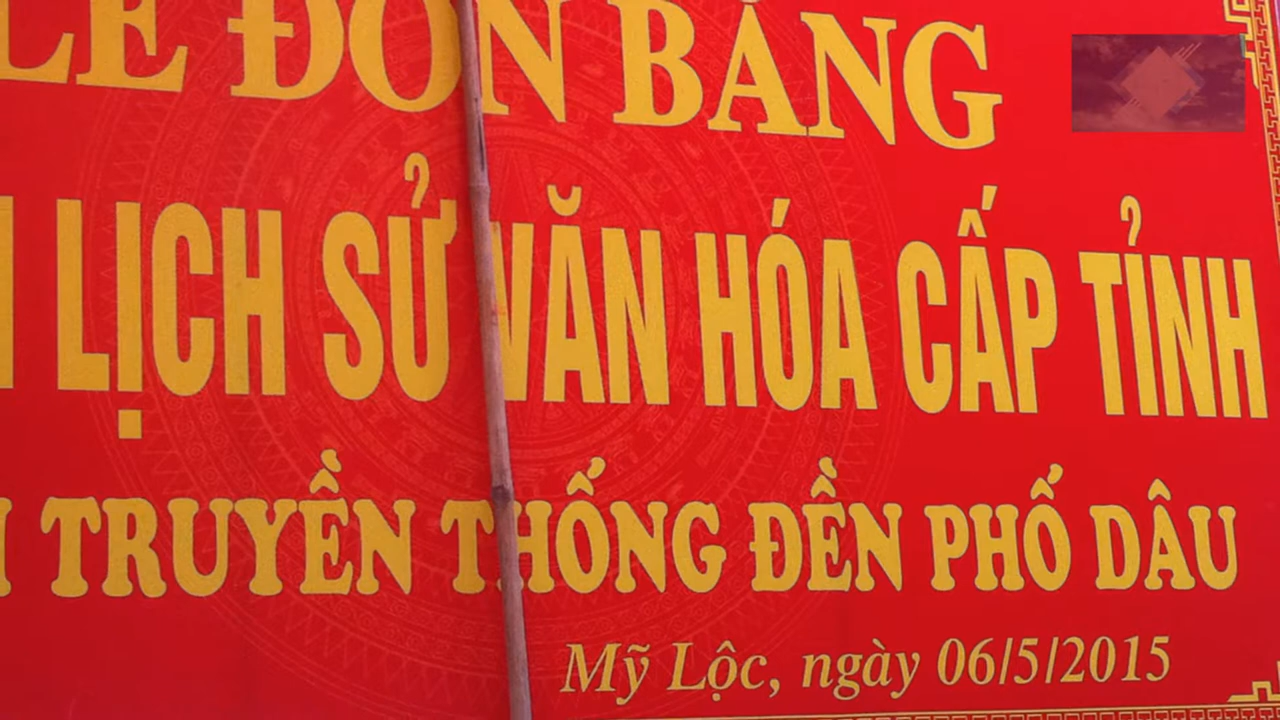 LỄ ĐÓN BẰNG
LỊCH SỬ VĂN HÓA CẤP TỈNH
TRUYỀN THỐNG ĐỀN PHỐ DÂU
Mỹ Lộc, ngày 06/5/2015